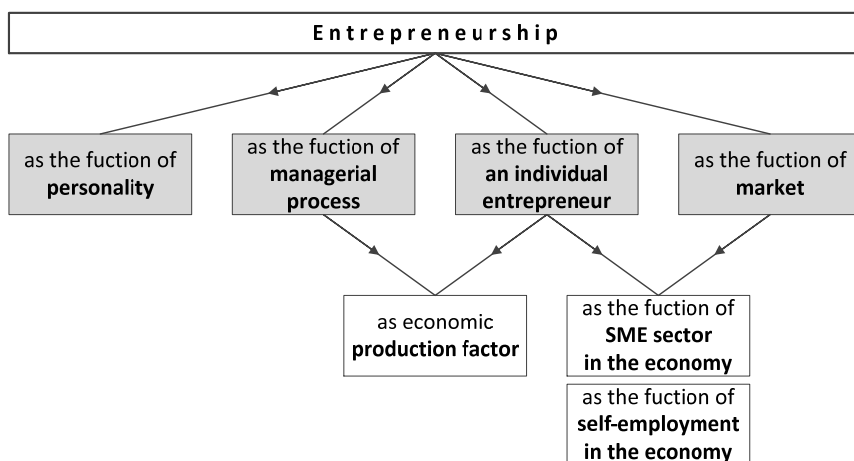 Entrepreneurship
as the fuction of
personality
as the fuction of
managerial
process
as the fuction of
an individual
entrepreneur
as the fuction of
market
as economic
production factor
as the fuction of
SME sector
in the economy
as the fuction of
self-employment
in the economy